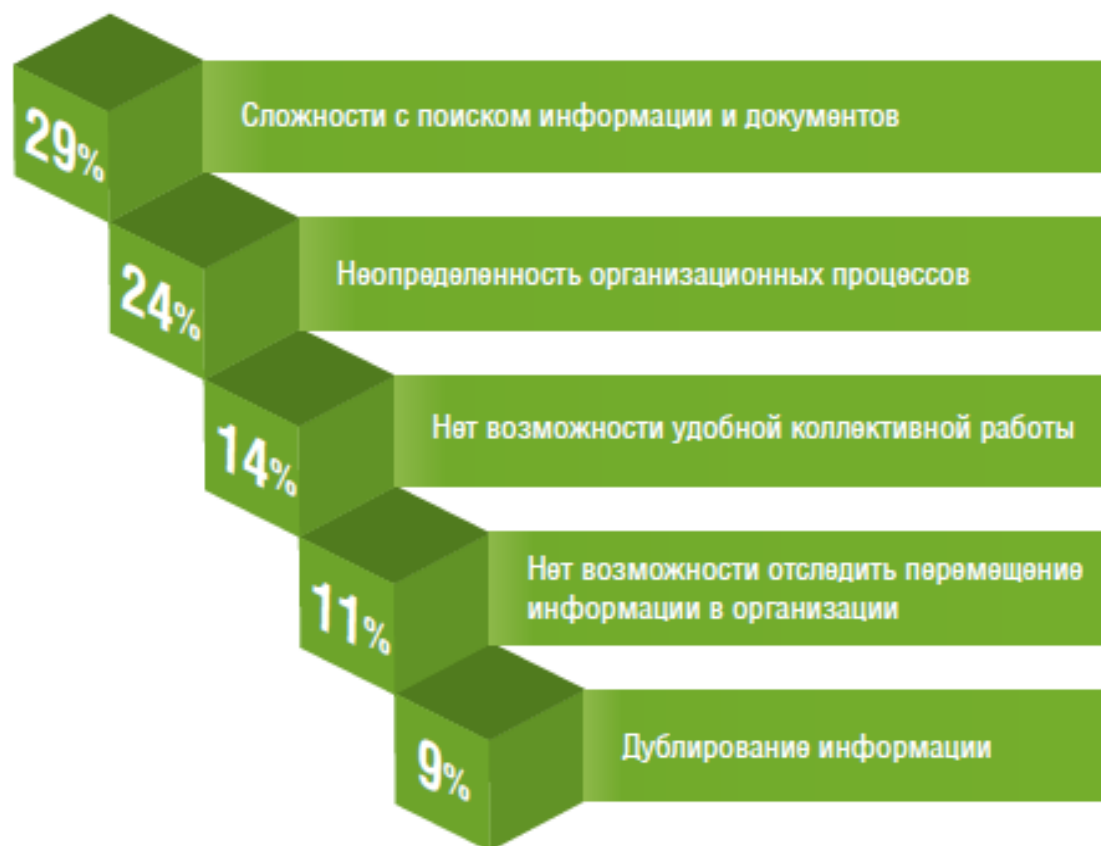 29%
Сложности с поиском информации и документов
24%
Неопределенность организационных процессов
14%
Нет возможности удобной коллективной работы
11%
Нет возможности отследить перемещение
информации в организации
9%
Дублирование информации